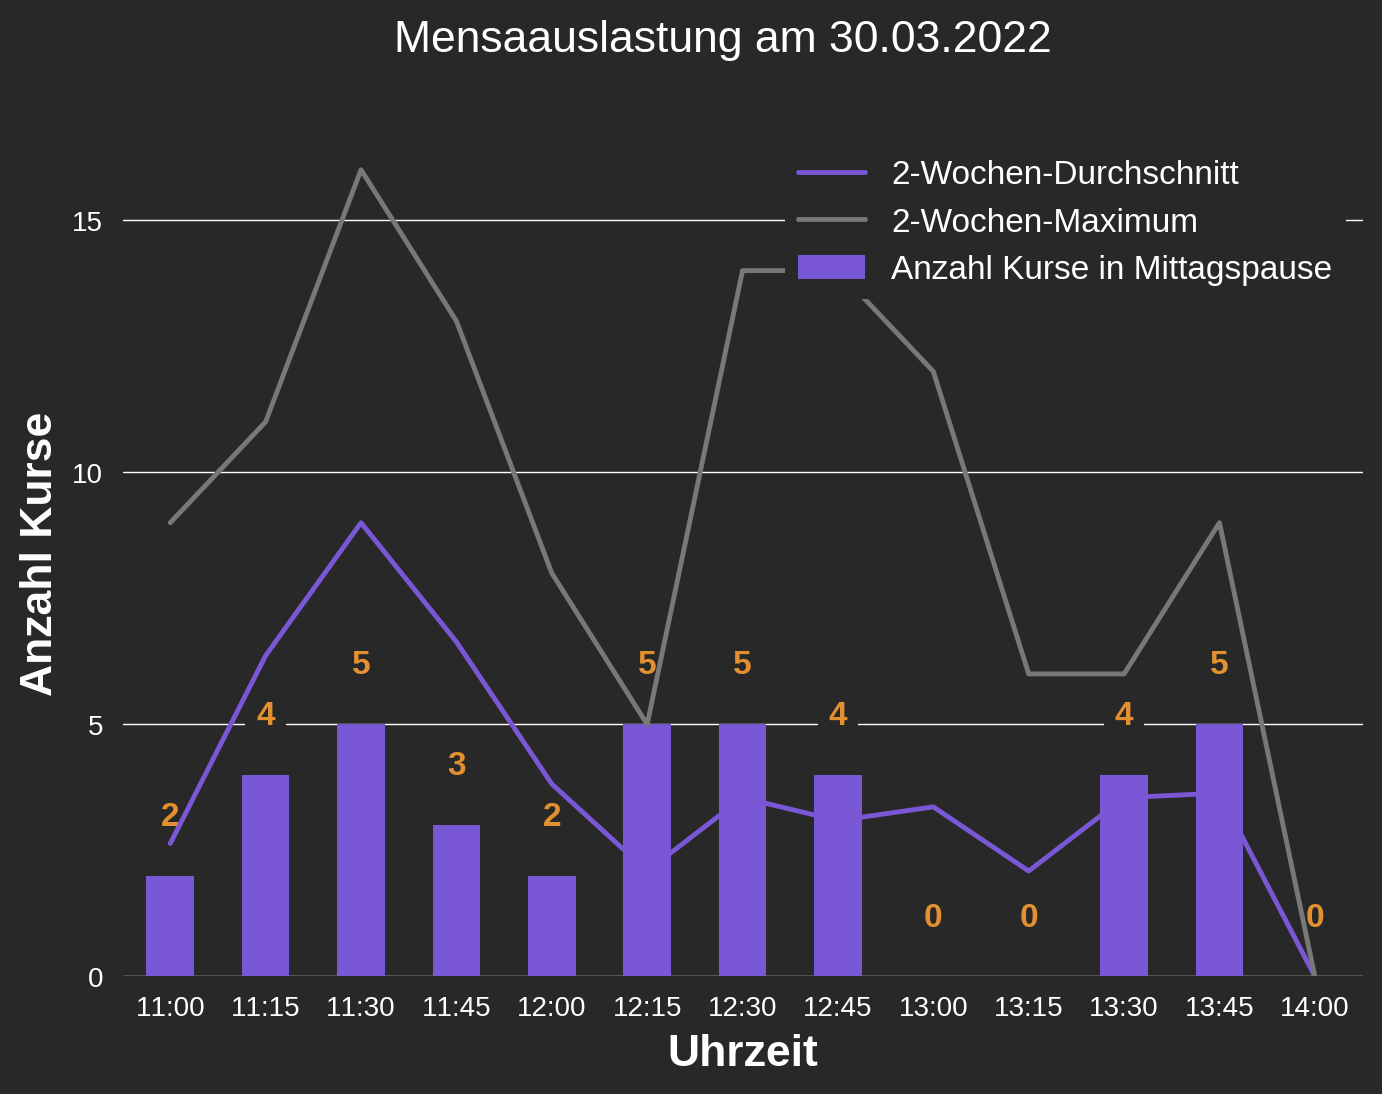 Mensaauslastung am 30.03.2022
2-Wochen-Durchschnitt
2-Wochen-Maximum
Anzahl Kurse in Mittagspause
Anzahl Kurse
15
10
5
0
2
4
5
3
2
5
5
4
0
0
4
5
0
11:00 11:15 11:30 11:45 12:00 12:15 12:30 12:45 13:00 13:15 13:30 13:45 14:00
Uhrzeit